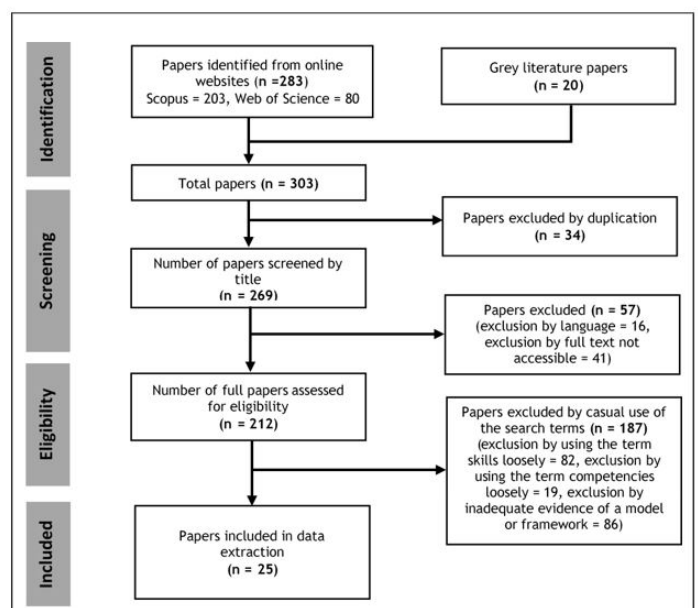 Identification
Papers identified from online
websites (n =283)
Scopus = 203, Web of Science = 80
Grey literature papers
(n = 20)
Total papers (n = 303)
Screening
Papers excluded by duplication
(n = 34)
Number of papers screened by
title
(n = 269)
Papers excluded (n = 57)
(exclusion by language = 16,
exclusion by full text not
accessible = 41)
Eligibility
Number of full papers assessed
for eligibility
(n = 212)
Papers excluded by casual use of
the search terms (n = 187)
(exclusion by using the term
skills loosely = 82, exclusion by
using the term competencies
loosely = 19, exclusion by
inadequate evidence of a model
or framework = 86)
Included
Papers included in data
extraction
(n = 25)